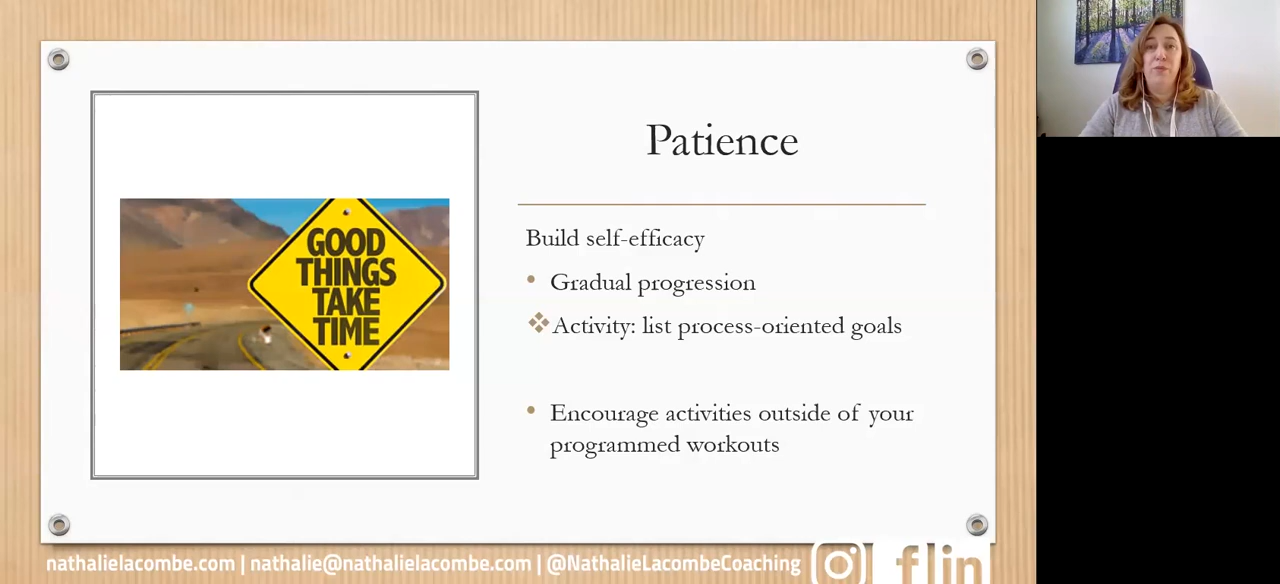 Patience
GOOD
THINGS
TAKE
TIME
Build self-efficacy
• Gradual progression
❖Activity: list process-oriented goals
• Encourage activities outside of your
programmed workouts
nathalielacombe.com | nathalie@nathalielacombe.com | @NathalieLacombeCoaching
f in